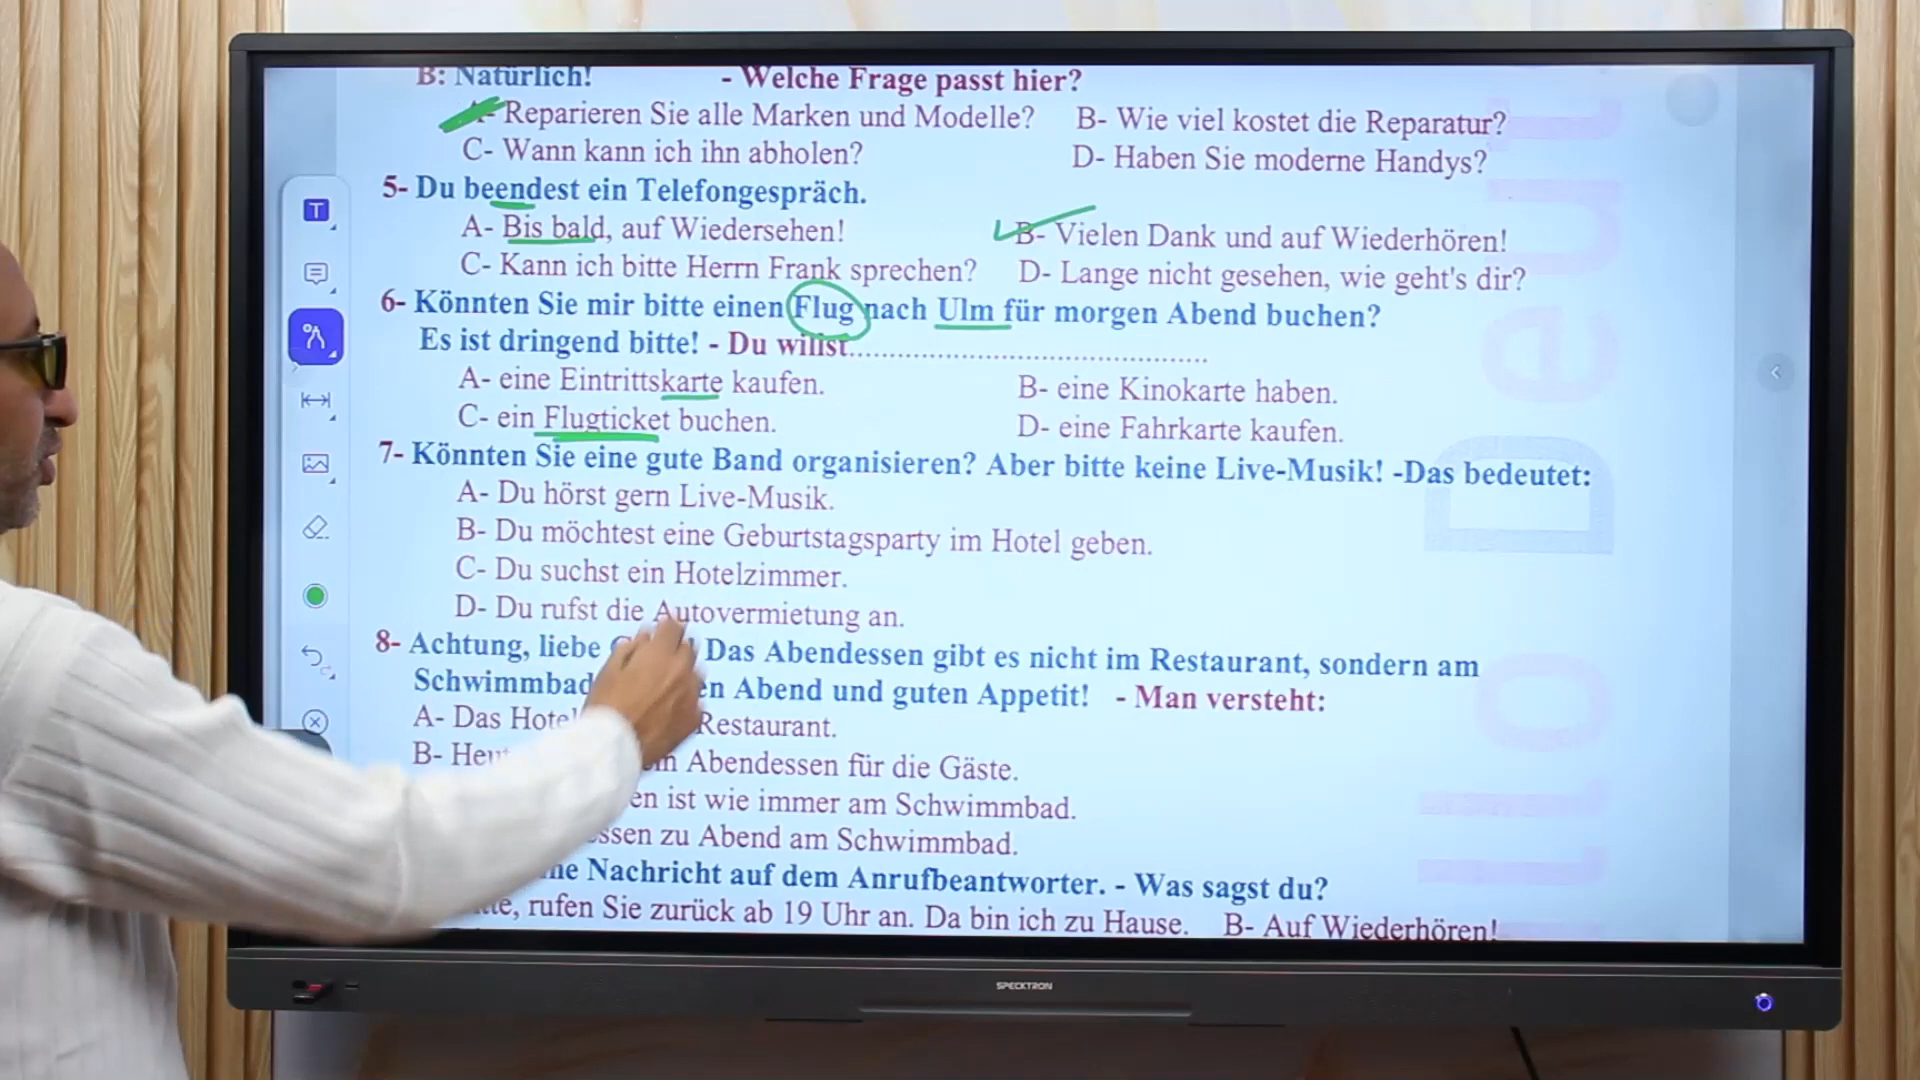 B: Natürlich! - Welche Frage passt hier?
A- Reparieren Sie alle Marken und Modelle? B- Wie viel kostet die Reparatur?
C- Wann kann ich ihn abholen? D- Haben Sie moderne Handys?
5- Du beendest ein Telefongespräch.
A- Bis bald, auf Wiedersehen! B- Vielen Dank und auf Wiederhören!
C- Kann ich bitte Herrn Frank sprechen? D- Lange nicht gesehen, wie geht's dir?
6- Könnten Sie mir bitte einen Flug nach Ulm für morgen Abend buchen?
Es ist dringend bitte! - Du willst............................................
A- eine Eintrittskarte kaufen. B- eine Kinokarte haben.
C- ein Flugticket buchen. D- eine Fahrkarte kaufen.
7- Könnten Sie eine gute Band organisieren? Aber bitte keine Live-Musik! -Das bedeutet:
A- Du hörst gern Live-Musik.
B- Du möchtest eine Geburtstagsparty im Hotel geben.
C- Du suchst ein Hotelzimmer.
D- Du rufst die Autovermietung an.
8- Achtung, liebe Das Abendessen gibt es nicht im Restaurant, sondern am
Schwimmbad Abend und guten Appetit! - Man versteht:
A- Das Hotel Restaurant.
B- Abendessen für die Gäste.
ist wie immer am Schwimmbad.
zu Abend am Schwimmbad.
Nachricht auf dem Anrufbeantworter. - Was sagst du?
rufen Sie zurück ab 19 Uhr an. Da bin ich zu Hause. B- Auf Wiederhören!
SPECKTRON